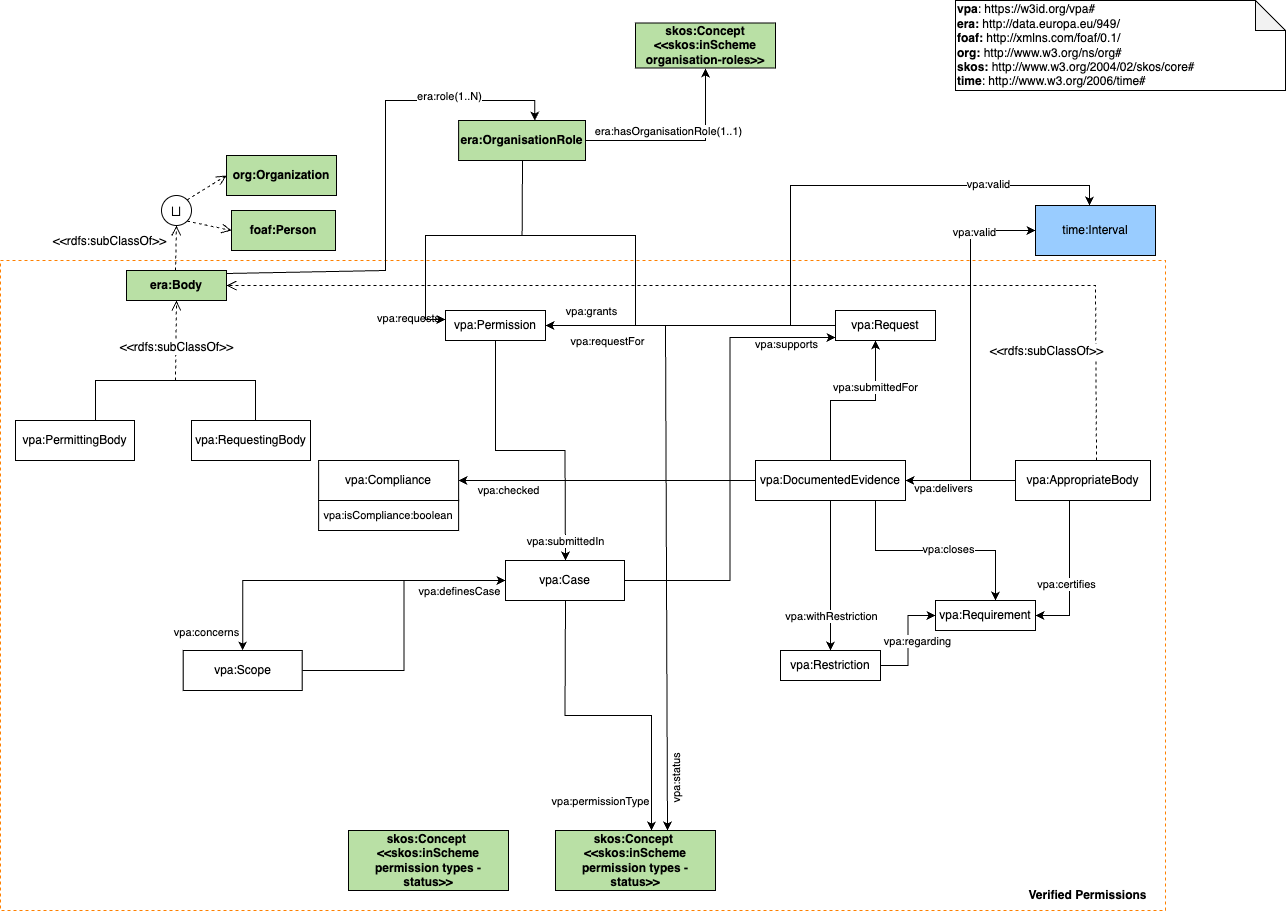 vpa: https://w3id.org/vpa#
era: http://data.europa.eu/949/
foaf: http://xmlns.com/foaf/0.1/
org: http://www.w3.org/ns/org#
skos: http://www.w3.org/2004/02/skos/core#
time: http://www.w3.org/2006/time#
skos:Concept
<<skos:inScheme
organisation-roles>>
era:role(1..N)
era:OrganisationRole
era:hasOrganisationRole(1..1)
org:Organization
⊔
foaf:Person
<<rdfs:subClassOf>>
vpa:valid
vpa:valid
time:Interval
era:Body
vpa:requests
vpa:Permission
vpa:grants
vpa:requestFor
vpa:Request
vpa:supports
<<rdfs:subClassOf>>
<<rdfs:subClassOf>>
vpa:submittedFor
vpa:PermittingBody
vpa:RequestingBody
vpa:Compliance
vpa:isCompliance:boolean
vpa:checked
vpa:DocumentedEvidence
vpa:delivers
vpa:AppropriateBody
vpa:submittedIn
vpa:closes
vpa:Case
vpa:definesCase
vpa:certifies
vpa:concerns
vpa:withRestriction
vpa:Requirement
vpa:regarding
vpa:Scope
vpa:Restriction
vpa:status
vpa:permissionType
skos:Concept
<<skos:inScheme
permission types -
status>>
skos:Concept
<<skos:inScheme
permission types -
status>>
Verified Permissions